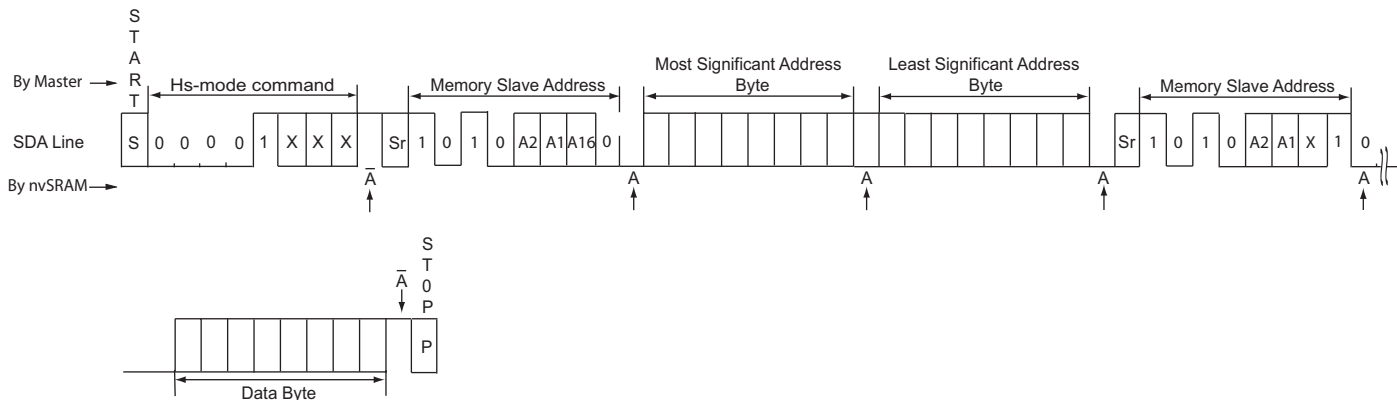 START
By Master
Hs-mode command
Memory Slave Address
Most Significant Address
Byte
Least Significant Address
Byte
Memory Slave Address
SDA Line
S 0 0 0 0 1 X X X Sr 1 0 1 0 A2 A1 A16 0 Sr 1 0 1 0 A2 A1 X 1 0
By nvSRAM
A̅ A A A A
A̅
ST0P
P
Data Byte